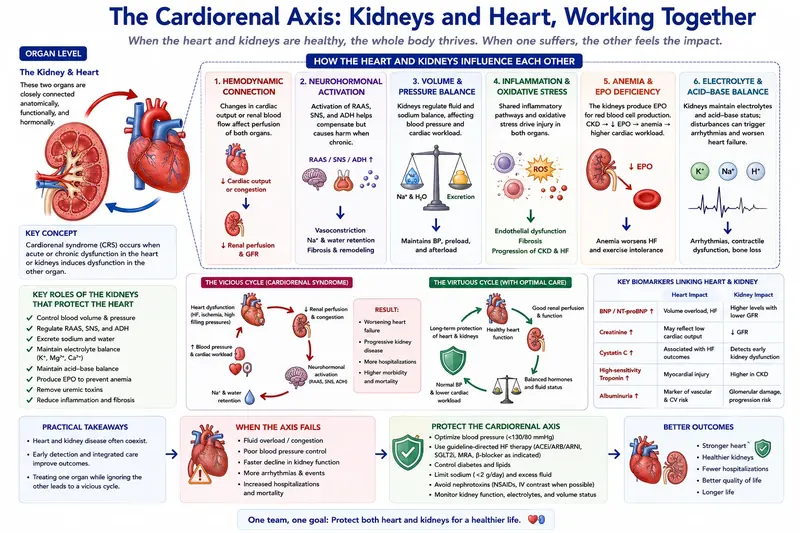 The Cardiorenal Axis: Kidneys and Heart, Working Together
When the heart and kidneys are healthy, the whole body thrives. When one suffers, the other feels the impact.
ORGAN LEVEL
The Kidney & Heart
These two organs are
closely connected
anatomically,
functionally, and
hormonally.
KEY CONCEPT
Cardiorenal syndrome (CRS) occurs when
acute or chronic dysfunction in the heart
or kidneys induces dysfunction in the
other organ.
KEY ROLES OF THE KIDNEYS
THAT PROTECT THE HEART
✓ Control blood volume & pressure
✓ Regulate RAAS, SNS, and ADH
✓ Excrete sodium and water
✓ Maintain electrolyte balance
(K⁺, Mg²⁺, Ca²⁺)
✓ Maintain acid–base balance
✓ Produce EPO to prevent anemia
✓ Remove uremic toxins
✓ Reduce inflammation and fibrosis
HOW THE HEART AND KIDNEYS INFLUENCE EACH OTHER
1. HEMODYNAMIC
CONNECTION
Changes in cardiac
output or renal blood
flow affect perfusion
of both organs.
↓ Cardiac output
or congestion
↓ Renal perfusion
& GFR
2. NEUROHORMONAL
ACTIVATION
Activation of RAAS,
SNS, and ADH helps
compensate but
causes harm when
chronic.
RAAS / SNS / ADH ↑
Vasoconstriction
Na⁺ & water retention
Fibrosis & remodeling
3. VOLUME &
PRESSURE BALANCE
Kidneys regulate fluid and
sodium balance, affecting
blood pressure and
cardiac workload.
Na⁺ & H₂O
Excretion
Maintains BP, preload,
and afterload
4. INFLAMMATION &
OXIDATIVE STRESS
Shared inflammatory
pathways and oxidative
stress drive injury in
both organs.
ROS
Endothelial dysfunction
Fibrosis
Progression of CKD & HF
5. ANEMIA &
EPO DEFICIENCY
The kidneys produce EPO
for red blood cell production.
CKD → ↓ EPO → anemia →
higher cardiac workload.
↓ EPO
Anemia worsens HF
and exercise intolerance
6. ELECTROLYTE &
ACID–BASE BALANCE
Kidneys maintain electrolytes
and acid-base status;
disturbances can trigger
arrhythmias and worsen
heart failure.
K⁺ Na⁺ H⁺
Arrhythmias, contractile
dysfunction, bone loss
THE VICIOUS CYCLE (CARDIORENAL SYNDROME)
Heart dysfunction
(HF, ischemia, high
filling pressures)
↓ Renal perfusion
& congestion
Neurohormonal
activation
(RAAS, SNS, ADH)
Na⁺ & water
retention
↑ Blood pressure
& cardiac workload
RESULT:
• Worsening heart
failure
• Progressive kidney
disease
• More hospitalizations
• Higher morbidity
and mortality
THE VIRTUOUS CYCLE (WITH OPTIMAL CARE)
Healthy
heart function
Good renal perfusion
& function
Balanced hormones
and fluid status
Normal BP
& lower cardiac
workload
Long-term protection
of heart & kidneys
KEY BIOMARKERS LINKING HEART & KIDNEY
Heart Impact Kidney Impact
BNP / NT-proBNP ↑ Volume overload, HF Higher levels with lower GFR
Creatinine ↑ May reflect low cardiac output ↓ GFR
Cystatin C ↑ Associated with HF outcomes Detects early kidney dysfunction
High-sensitivity Troponin ↑ Myocardial injury Higher in CKD
Albuminuria ↑ Marker of vascular & CV risk Glomerular damage, progression risk
PRACTICAL TAKEAWAYS
• Heart and kidney disease often coexist.
• Early detection and integrated care
improve outcomes.
• Treating one organ while ignoring the
other leads to a vicious cycle.
WHEN THE AXIS FAILS
• Fluid overload / congestion
• Poor blood pressure control
• Faster decline in kidney function
• More arrhythmias & events
• Increased hospitalizations
and mortality
PROTECT THE CARDIORENAL AXIS
• Optimize blood pressure (<130/80 mmHg)
• Use guideline-directed HF therapy (ACEi/ARB/ARNI,
SGLT2i, MRA, β-blocker as indicated)
• Control diabetes and lipids
• Limit sodium (<2 g/day) and excess fluid
• Avoid nephrotoxins (NSAIDs, IV contrast when possible)
• Monitor kidney function, electrolytes, and volume status
BETTER OUTCOMES
• Stronger heart
• Healthier kidneys
• Fewer hospitalizations
• Better quality of life
• Longer life
One team, one goal: Protect both heart and kidneys for a healthier life.